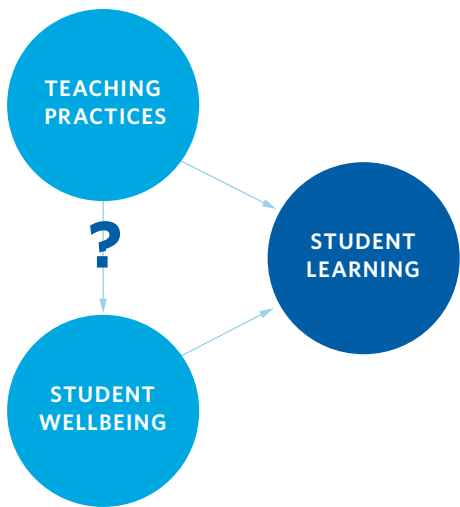 TEACHING
PRACTICES
?
STUDENT
LEARNING
STUDENT
WELLBEING